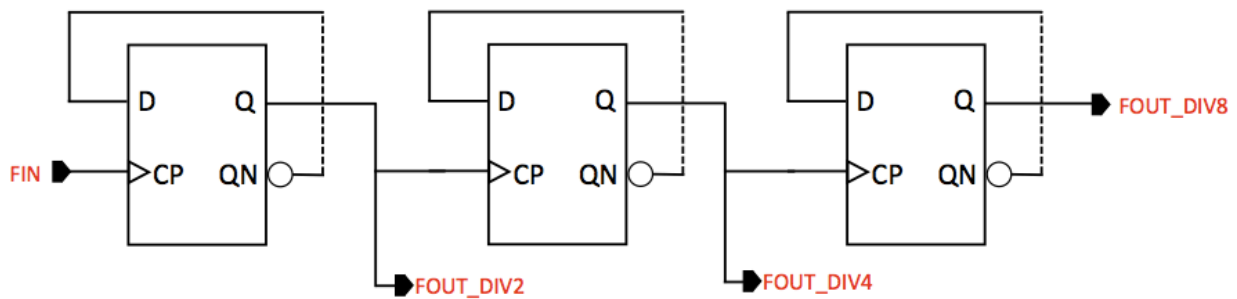 D Q D Q D Q
FOUT_DIV8
FIN CP QN CP QN CP QN
FOUT_DIV2 FOUT_DIV4